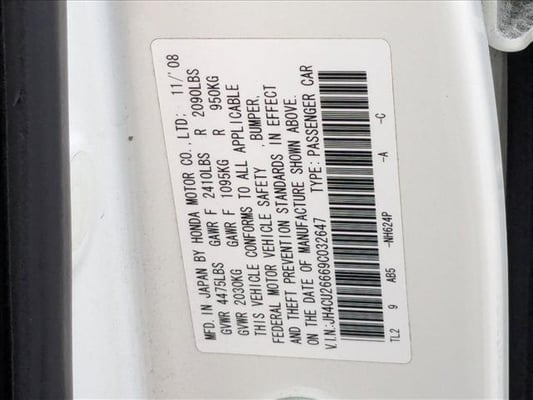 MFD. IN JAPAN BY HONDA MOTOR CO., LTD: 11/'08
GVWR 4475LBS GAWR F 2410LBS R 2090LBS
GVWR 2030KG GAWR F 1095KG R 950KG
THIS VEHICLE CONFORMS TO ALL APPLICABLE
FEDERAL MOTOR VEHICLE SAFETY , BUMPER,
AND THEFT PREVENTION STANDARDS IN EFFECT
ON THE DATE OF MANUFACTURE SHOWN ABOVE.
V.I.N:JH4CU26669C032647 TYPE: PASSENGER CAR
TL2 9 AB5 -NH624P -A -C